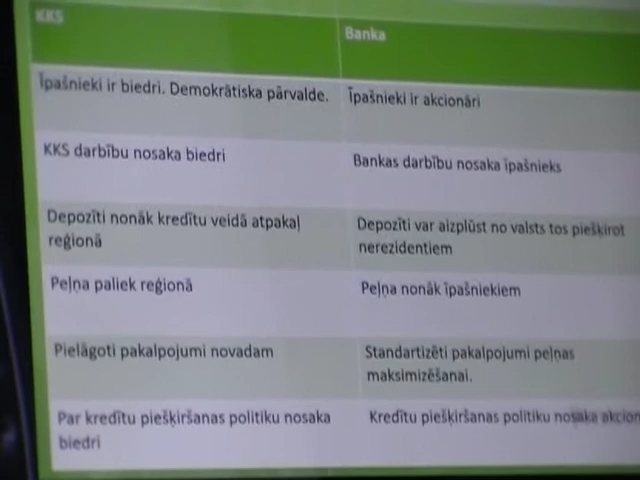 KKS
Banka
Īpašnieki ir biedri. Demokrātiska pārvalde.
Īpašnieki ir akcionāri
KKS darbību nosaka biedri
Bankas darbību nosaka īpašnieks
Depozīti nonāk kredītu veidā atpakaļ
reģionā
Depozīti var aizplūst no valsts tos piešķirot
nerezidentiem
Peļņa paliek reģionā
Peļņa nonāk īpašniekiem
Pielāgoti pakalpojumi novadam
Standartizēti pakalpojumi peļņas
maksimizēšanai.
Par kredītu piešķiršanas politiku nosaka
biedri
Kredītu piešķiršanas politiku nosaka akcion